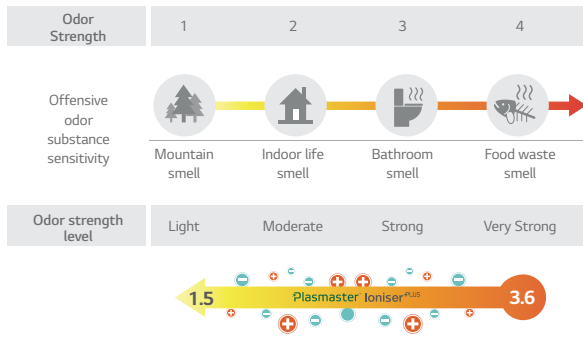 Odor
Strength
1
2
3
4
Offensive
odor
substance
sensitivity
Mountain
smell
Indoor life
smell
Bathroom
smell
Food waste
smell
Odor strength
level
Light
Moderate
Strong
Very Strong
1.5
Plasmaster Ioniser PLUS
3.6